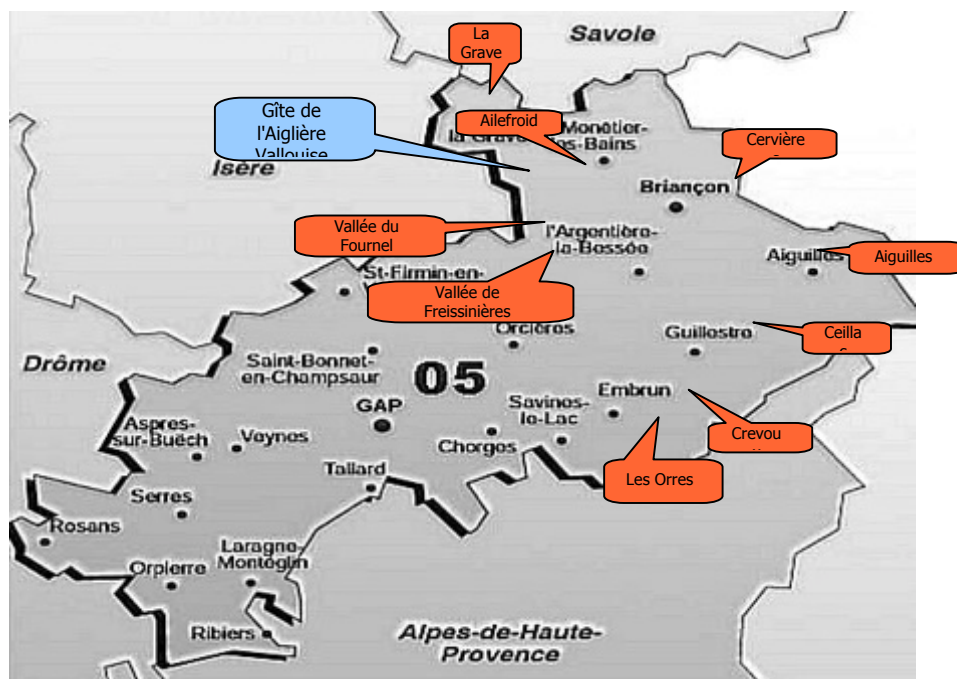 La
Grave
Savoie
Gîte de
l'Aiglière
Vallouise
Ailefroid
la Grave
Monêtier-
les-Bains
Cervière
Isère
Briançon
Vallée du
Fournel
l'Argentière-
la-Bessée
Aiguilles
Aiguilles
St-Firmin-en-
Vallée de
Freissinières
Orcières
Guillestre
Ceilla
Drôme
Saint-Bonnet-
en-Champsaur
05
Embrun
GAP
Savines-
le-Lac
Crevou
Aspres-
sur-Buëch
Veynes
Chorges
Tallard
Les Orres
Serres
Rosans
Laragne-
Montéglin
Orpierre
Ribiers
Alpes-de-Haute-
Provence